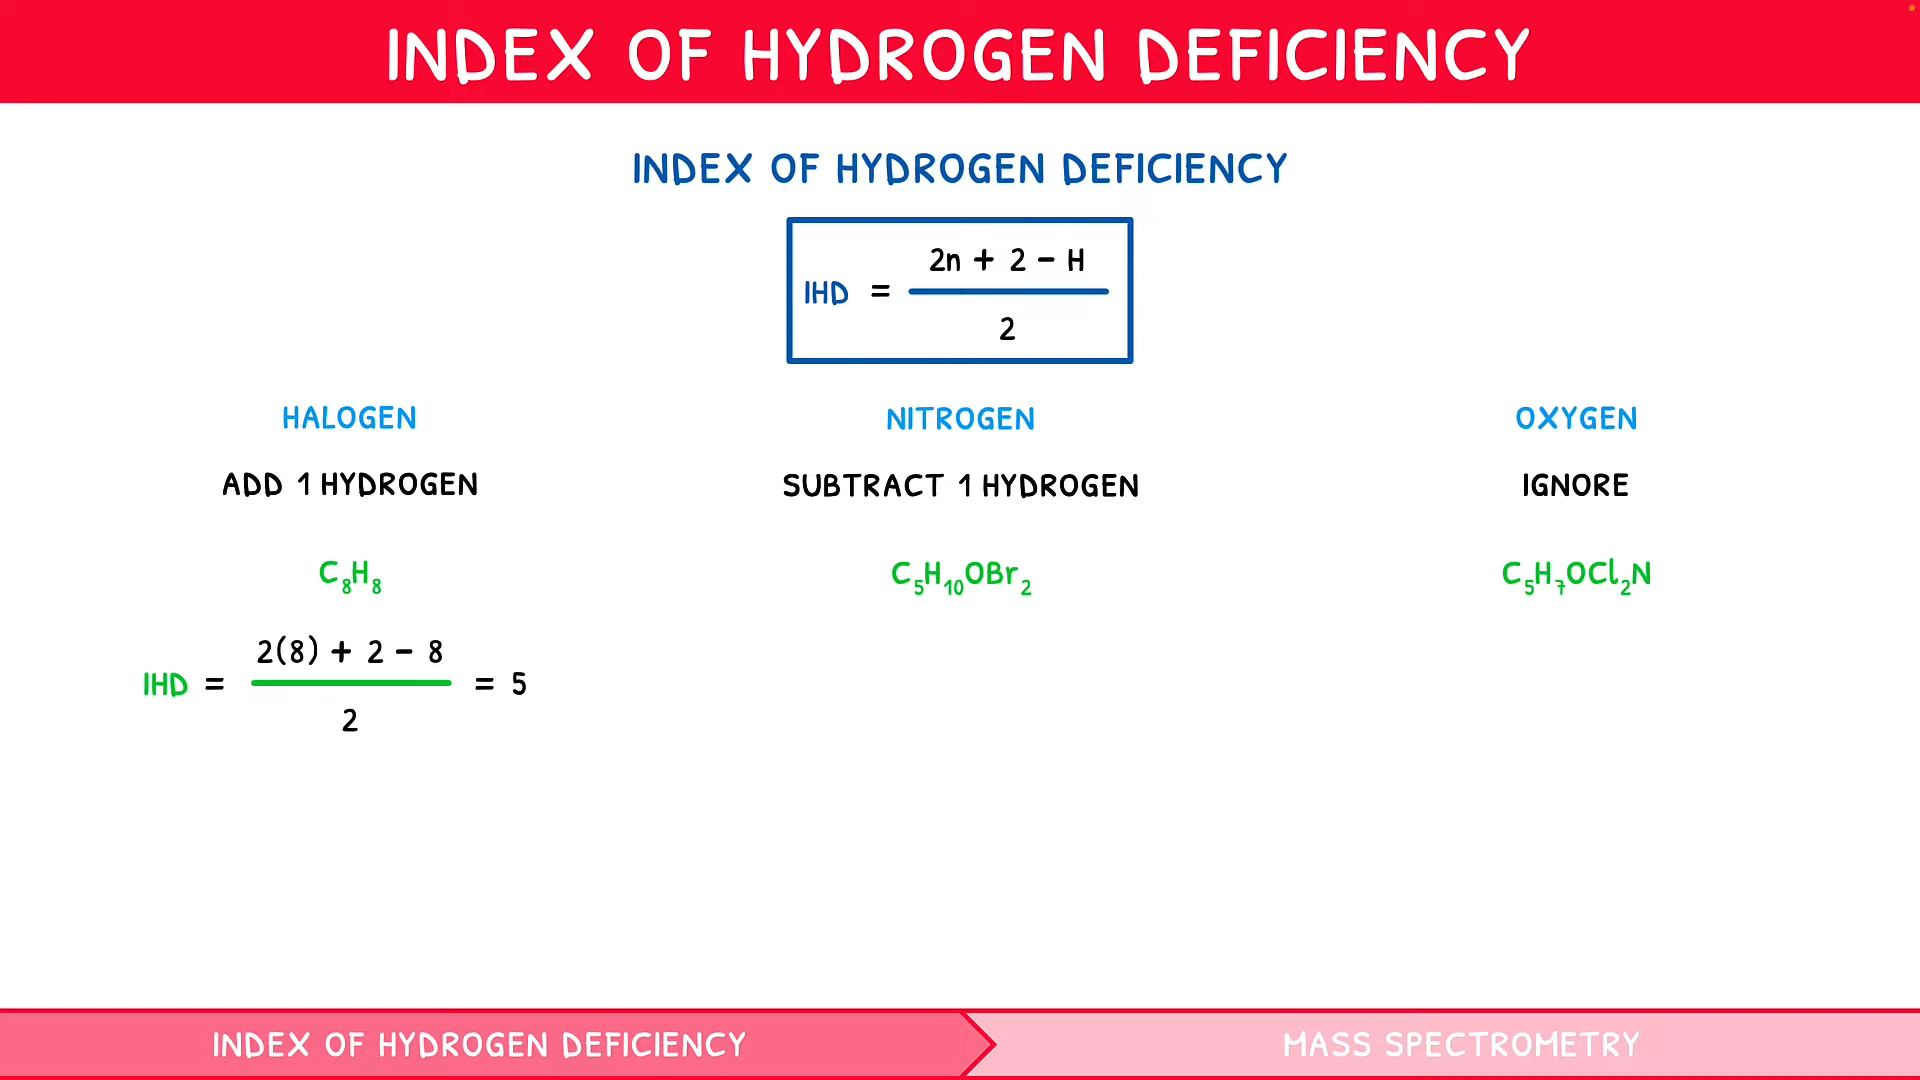 INDEX OF HYDROGEN DEFICIENCY
INDEX OF HYDROGEN DEFICIENCY
IHD = (2n + 2 - H) / 2
HALOGEN
ADD 1 HYDROGEN
C₈H₈
IHD = (2(8) + 2 - 8) / 2 = 5
NITROGEN
SUBTRACT 1 HYDROGEN
C₅H₁₀OBr₂
OXYGEN
IGNORE
C₅H₇OCl₂N
INDEX OF HYDROGEN DEFICIENCY
MASS SPECTROMETRY